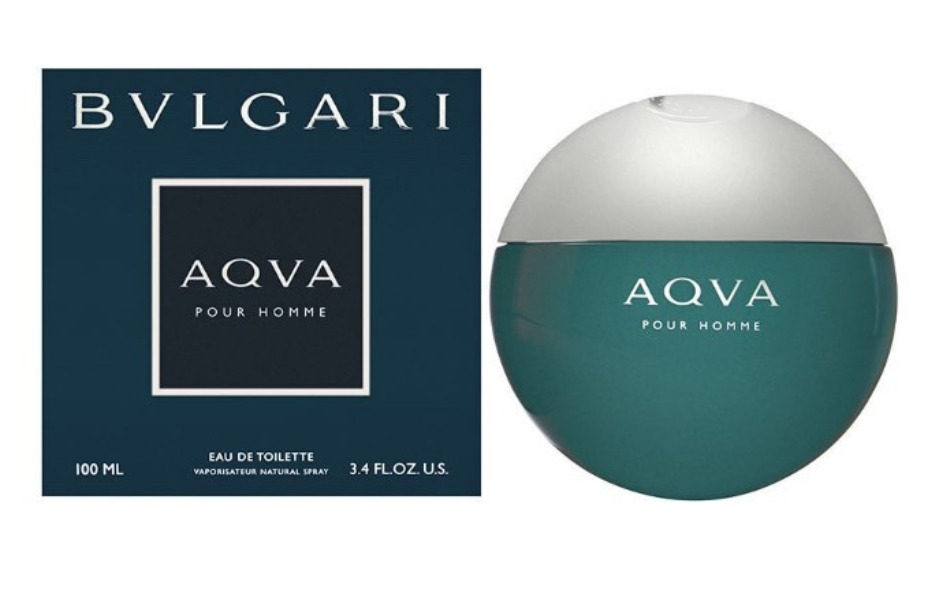 BVLGARI
AQVA
POUR HOMME
100 ML
EAU DE TOILETTE
VAPORISATEUR NATURAL SPRAY
3.4 FL.OZ. U.S.
AQVA
POUR HOMME